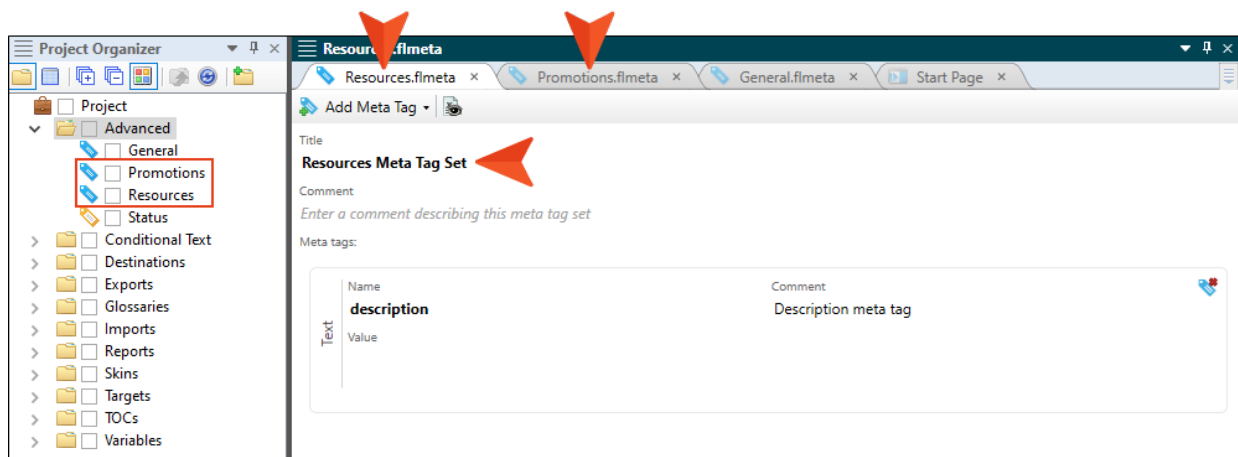 Project Organizer
Project
Advanced
General
Promotions
Resources
Status
Conditional Text
Destinations
Exports
Glossaries
Imports
Reports
Skins
Targets
TOCs
Variables
Resources.flmeta
Resources.flmeta Promotions.flmeta General.flmeta Start Page
Add Meta Tag
Title
Resources Meta Tag Set
Comment
Enter a comment describing this meta tag set
Meta tags:
Text
Name Comment
description Description meta tag
Value